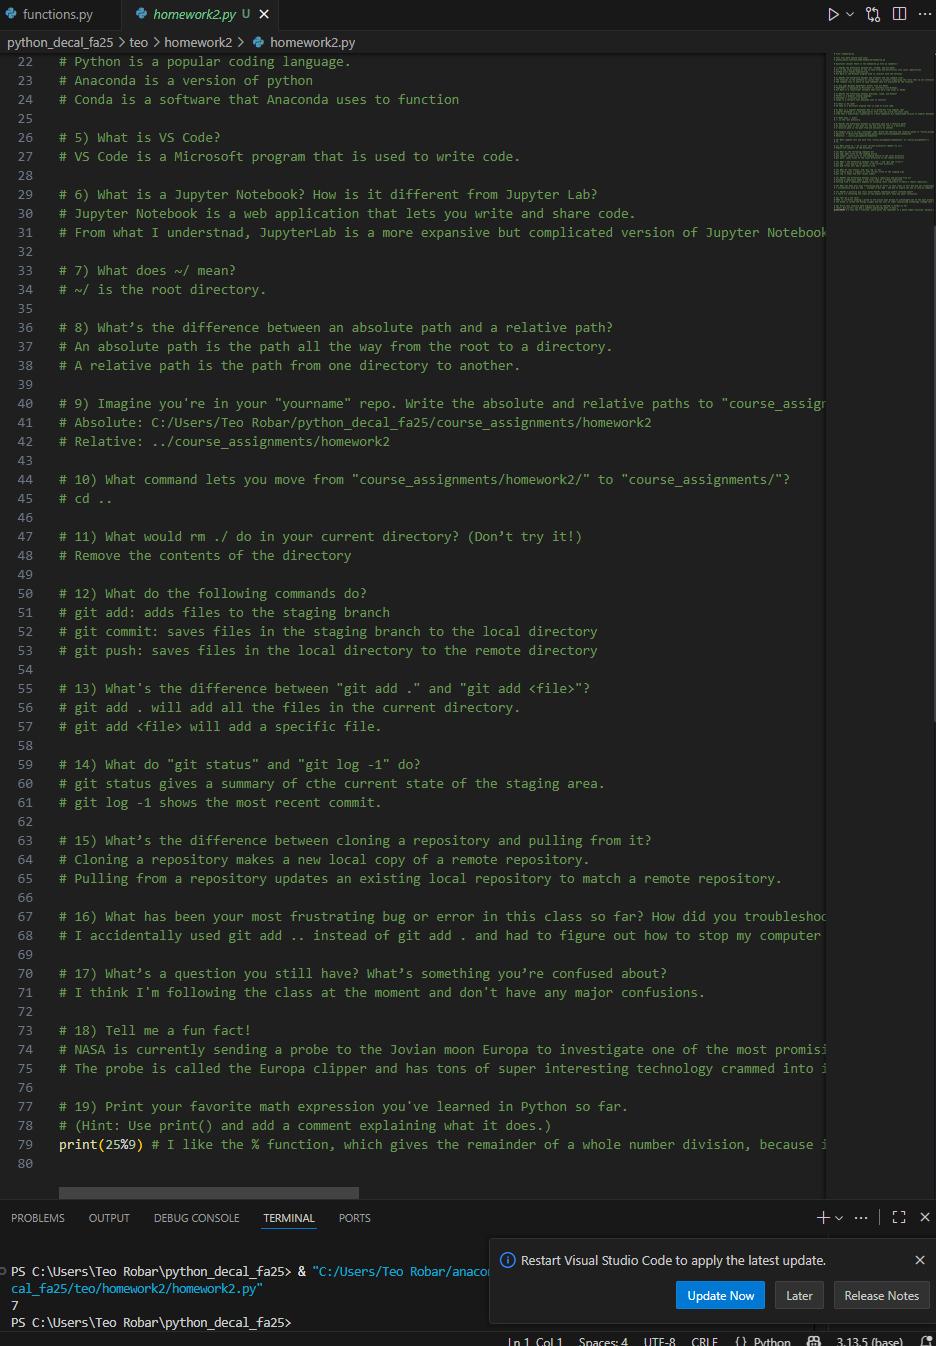 functions.py
homework2.py U
python_decal_fa25 > teo > homework2 > homework2.py
22 # Python is a popular coding language.
23 # Anaconda is a version of python
24 # Conda is a software that Anaconda uses to function
25
26 # 5) What is VS Code?
27 # VS Code is a Microsoft program that is used to write code.
28
29 # 6) What is a Jupyter Notebook? How is it different from Jupyter Lab?
30 # Jupyter Notebook is a web application that lets you write and share code.
31 # From what I understnad, JupyterLab is a more expansive but complicated version of Jupyter Notebook
32
33 # 7) What does ~/ mean?
34 # ~/ is the root directory.
35
36 # 8) What’s the difference between an absolute path and a relative path?
37 # An absolute path is the path all the way from the root to a directory.
38 # A relative path is the path from one directory to another.
39
40 # 9) Imagine you're in your "yourname" repo. Write the absolute and relative paths to "course_assign
41 # Absolute: C:/Users/Teo Robar/python_decal_fa25/course_assignments/homework2
42 # Relative: ../course_assignments/homework2
43
44 # 10) What command lets you move from "course_assignments/homework2/" to "course_assignments/"?
45 # cd ..
46
47 # 11) What would rm ./ do in your current directory? (Don’t try it!)
48 # Remove the contents of the directory
49
50 # 12) What do the following commands do?
51 # git add: adds files to the staging branch
52 # git commit: saves files in the staging branch to the local directory
53 # git push: saves files in the local directory to the remote directory
54
55 # 13) What's the difference between "git add ." and "git add <file>"?
56 # git add . will add all the files in the current directory.
57 # git add <file> will add a specific file.
58
59 # 14) What do "git status" and "git log -1" do?
60 # git status gives a summary of cthe current state of the staging area.
61 # git log -1 shows the most recent commit.
62
63 # 15) What’s the difference between cloning a repository and pulling from it?
64 # Cloning a repository makes a new local copy of a remote repository.
65 # Pulling from a repository updates an existing local repository to match a remote repository.
66
67 # 16) What has been your most frustrating bug or error in this class so far? How did you troubleshoo
68 # I accidentally used git add .. instead of git add . and had to figure out how to stop my computer
69
70 # 17) What’s a question you still have? What’s something you’re confused about?
71 # I think I'm following the class at the moment and don't have any major confusions.
72
73 # 18) Tell me a fun fact!
74 # NASA is currently sending a probe to the Jovian moon Europa to investigate one of the most promisi
75 # The probe is called the Europa clipper and has tons of super interesting technology crammed into i
76
77 # 19) Print your favorite math expression you've learned in Python so far.
78 # (Hint: Use print() and add a comment explaining what it does.)
79 print(25%9) # I like the % function, which gives the remainder of a whole number division, because i
80
PROBLEMS OUTPUT DEBUG CONSOLE TERMINAL PORTS
PS C:\Users\Teo Robar\python_decal_fa25> & "C:/Users/Teo Robar/anaco
cal_fa25/teo/homework2/homework2.py"
7
PS C:\Users\Teo Robar\python_decal_fa25>
Restart Visual Studio Code to apply the latest update.
Update Now Later Release Notes
Ln 1, Col 1 Spaces: 4 UTF-8 CRLF {} Python 3.13.5 (base)